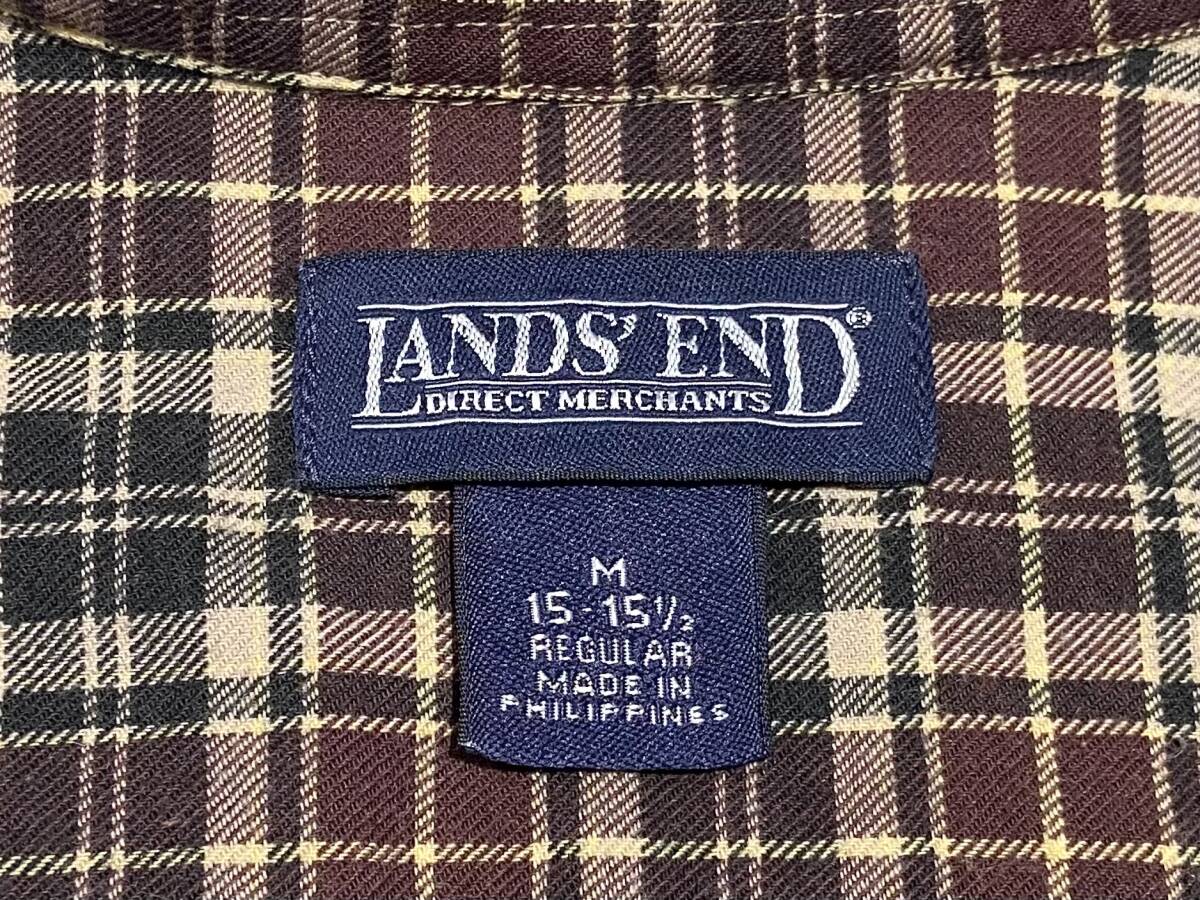 LANDS' END®
DIRECT MERCHANTS
M
15-15½
REGULAR
MADE IN
PHILIPPINES